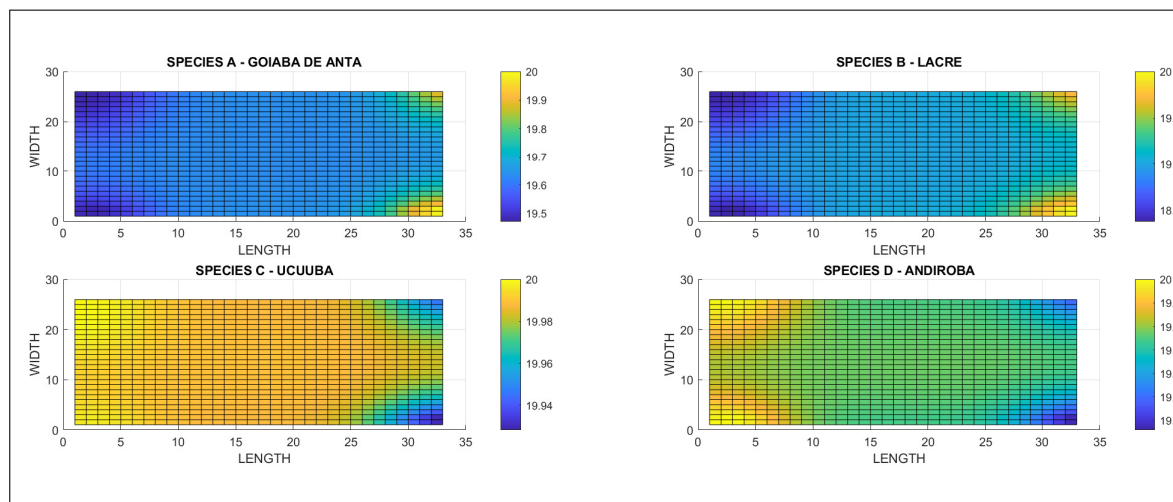 SPECIES A - GOIABA DE ANTA
30
20
10
0
WIDTH
0 5 10 15 20 25 30 35
LENGTH
20
19.9
19.8
19.7
19.6
19.5
SPECIES B - LACRE
30
20
10
0
WIDTH
0 5 10 15 20 25 30 35
LENGTH
20
19.
19.
18.
SPECIES C - UCUUBA
30
20
10
0
WIDTH
0 5 10 15 20 25 30 35
LENGTH
20
19.98
19.96
19.94
SPECIES D - ANDIROBA
30
20
10
0
WIDTH
0 5 10 15 20 25 30 35
LENGTH
20
19.
19.
19.
19.
19.
19.